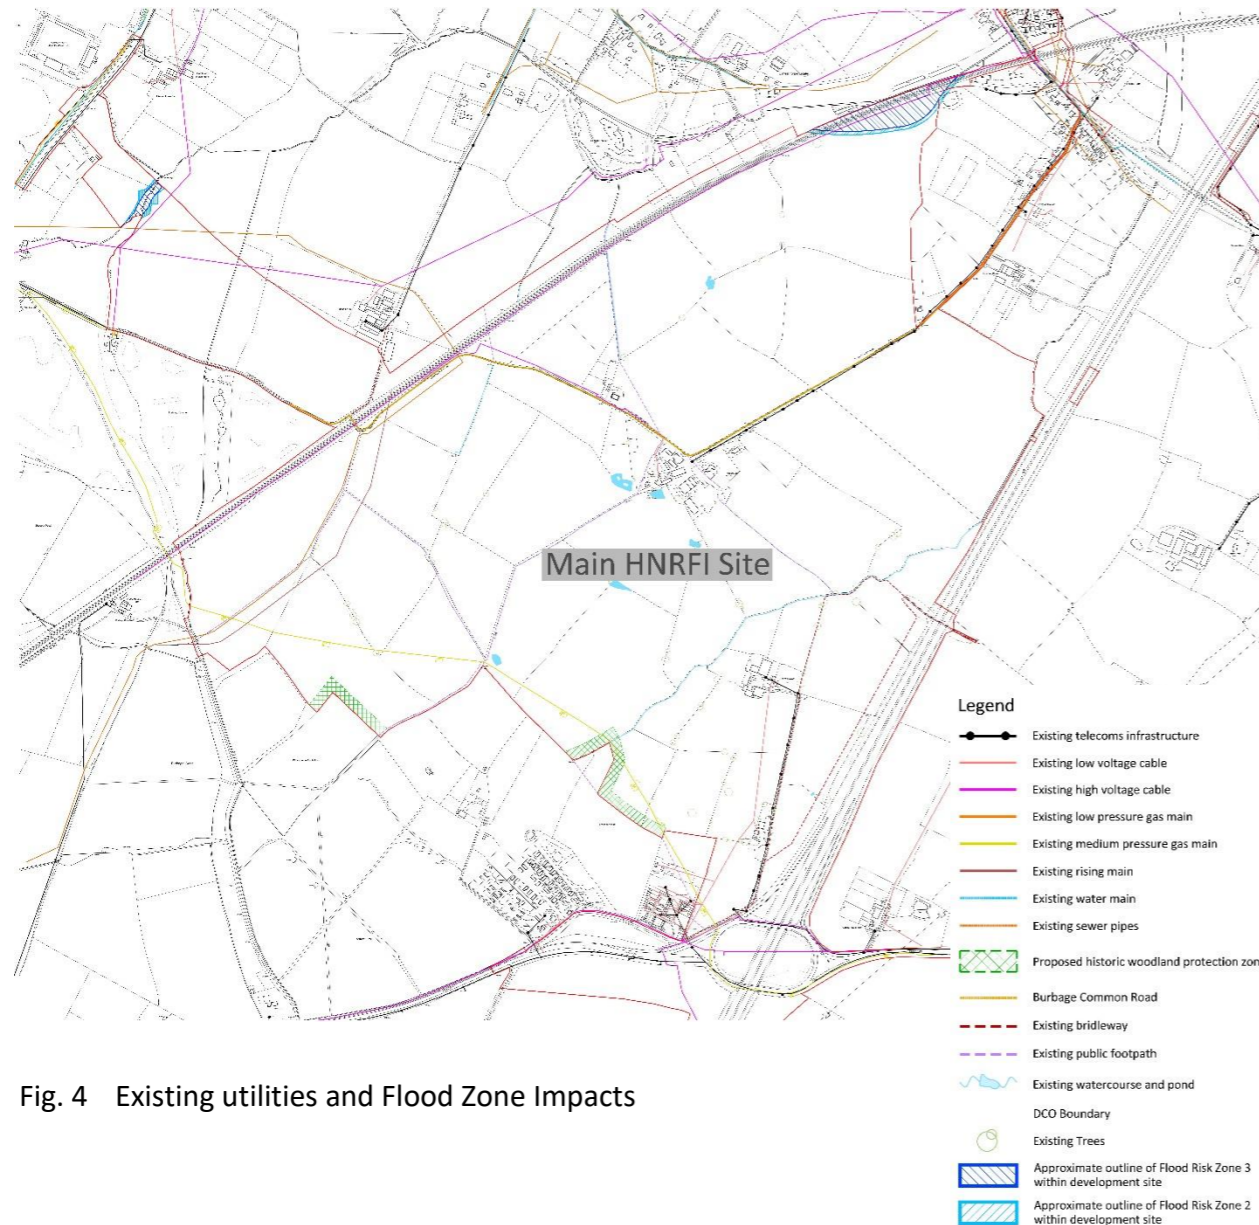 Main HNRFI Site
Legend
Existing telecoms infrastructure
Existing low voltage cable
Existing high voltage cable
Existing low pressure gas main
Existing medium pressure gas main
Existing rising main
Existing water main
Existing sewer pipes
Proposed historic woodland protection zon
Burbage Common Road
Existing bridleway
Existing public footpath
Existing watercourse and pond
DCO Boundary
Existing Trees
Approximate outline of Flood Risk Zone 3
within development site
Approximate outline of Flood Risk Zone 2
within development site
Fig. 4 Existing utilities and Flood Zone Impacts